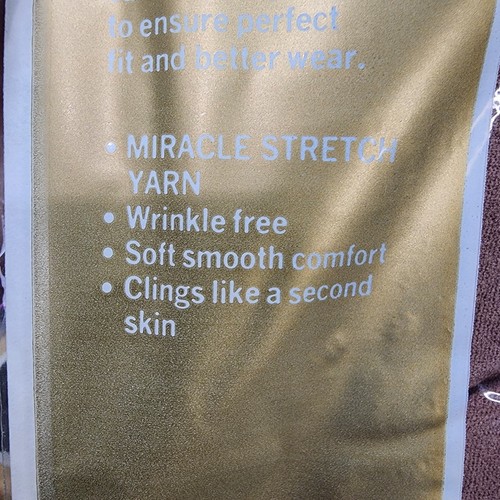 to ensure perfect
fit and better wear.
• MIRACLE STRETCH
YARN
• Wrinkle free
• Soft smooth comfort
• Clings like a second
skin